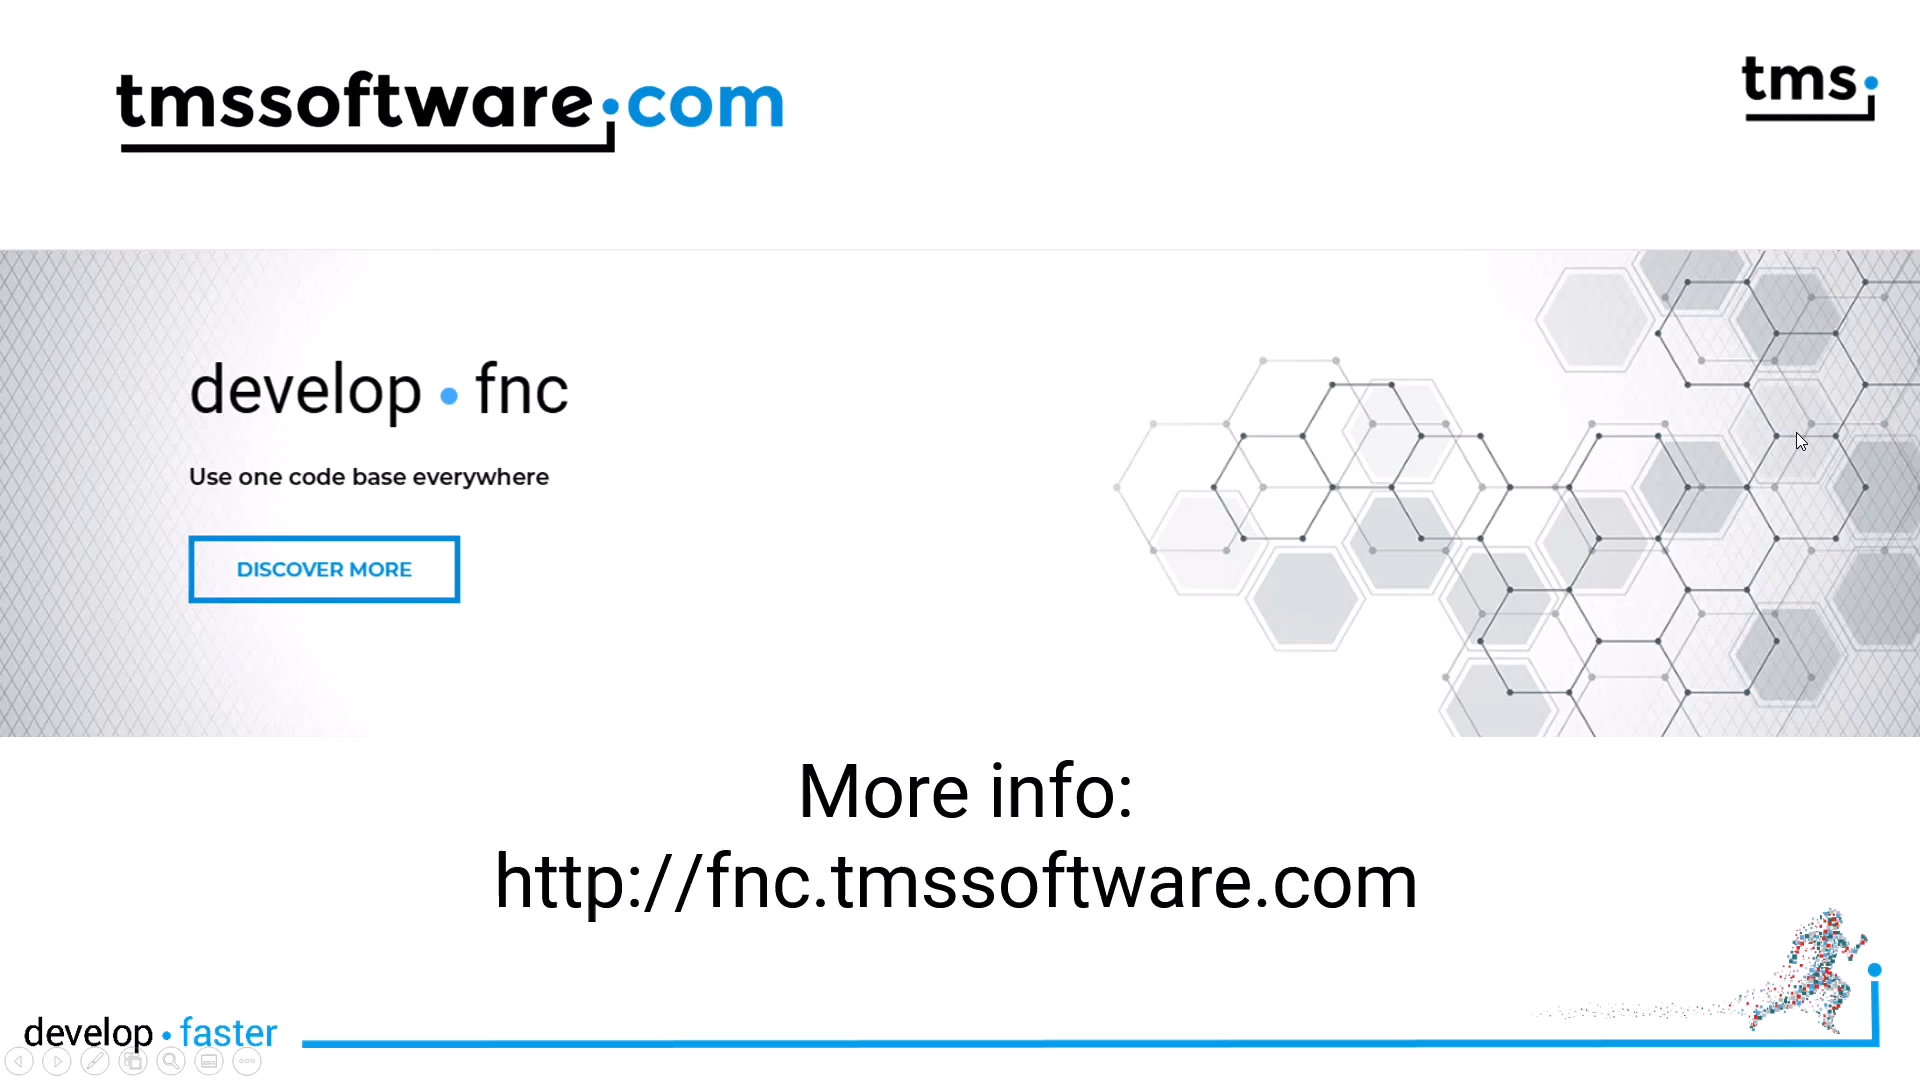 tmssoftware.com
tms
develop • fnc
Use one code base everywhere
DISCOVER MORE
More info:
http://fnc.tmssoftware.com
develop • faster